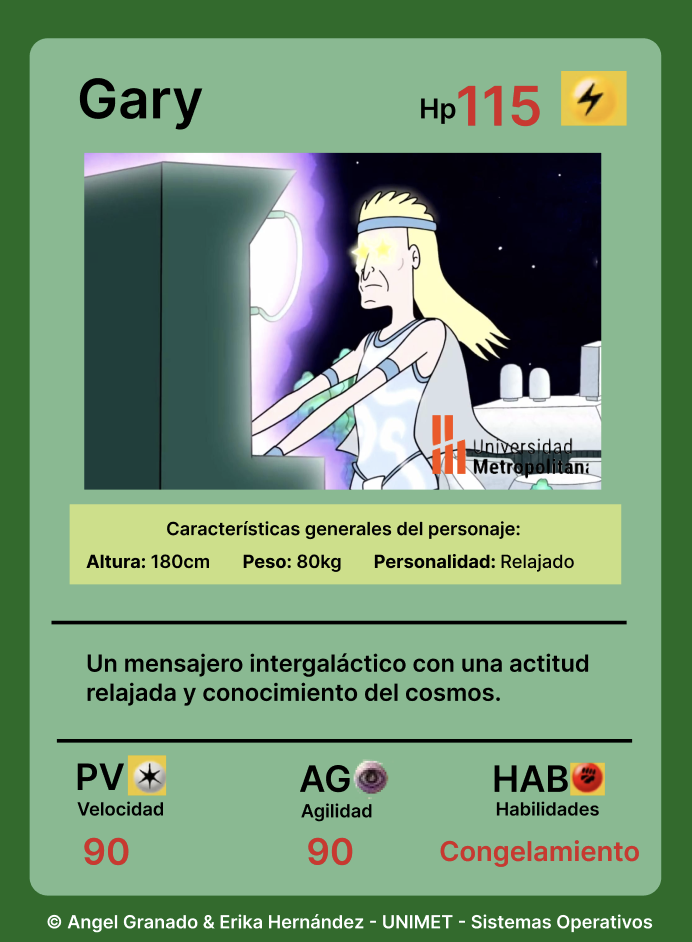 Gary
Hp115
Universidad
Metropolitana
Características generales del personaje:
Altura: 180cm Peso: 80kg Personalidad: Relajado
Un mensajero intergaláctico con una actitud
relajada y conocimiento del cosmos.
PV AG HAB
Velocidad Agilidad Habilidades
90 90 Congelamiento
© Angel Granado & Erika Hernández - UNIMET - Sistemas Operativos